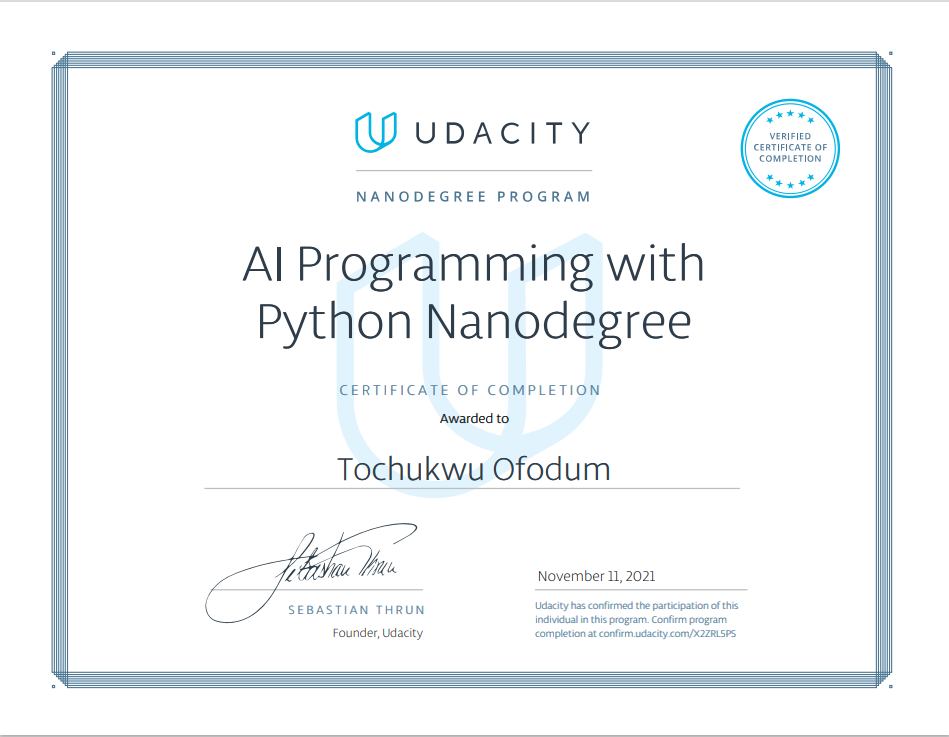 UDACITY
VERIFIED
CERTIFICATE OF
COMPLETION
NANODEGREE PROGRAM
AI Programming with
Python Nanodegree
CERTIFICATE OF COMPLETION
Awarded to
Tochukwu Ofodum
Sebastian Thrun
November 11, 2021
SEBASTIAN THRUN
Founder, Udacity
Udacity has confirmed the participation of this
individual in this program. Confirm program
completion at confirm.udacity.com/X2ZRL5PS